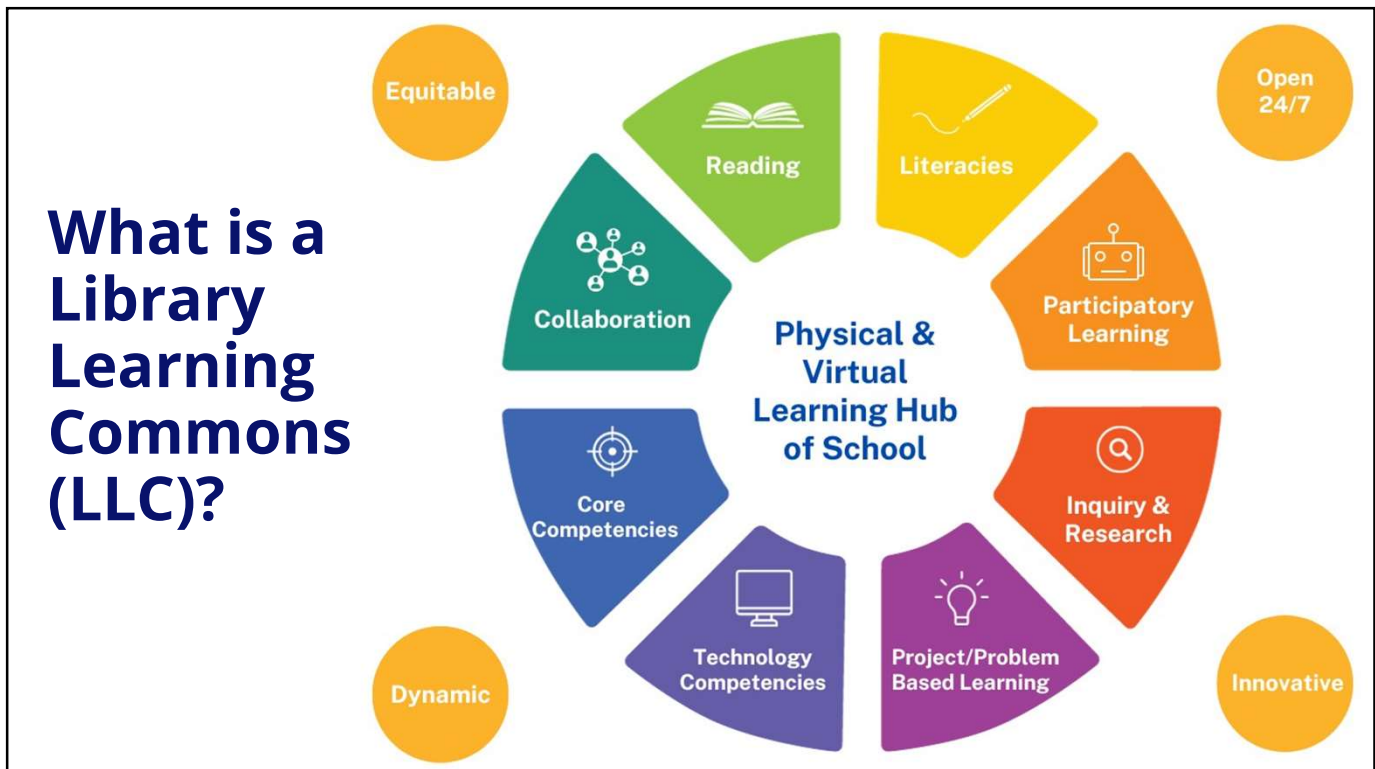 What is a
Library
Learning
Commons
(LLC)?
Equitable
Open
24/7
Reading
Literacies
Collaboration
Participatory
Learning
Physical &
Virtual
Learning Hub
of School
Core
Competencies
Inquiry &
Research
Technology
Competencies
Project/Problem
Based Learning
Dynamic
Innovative